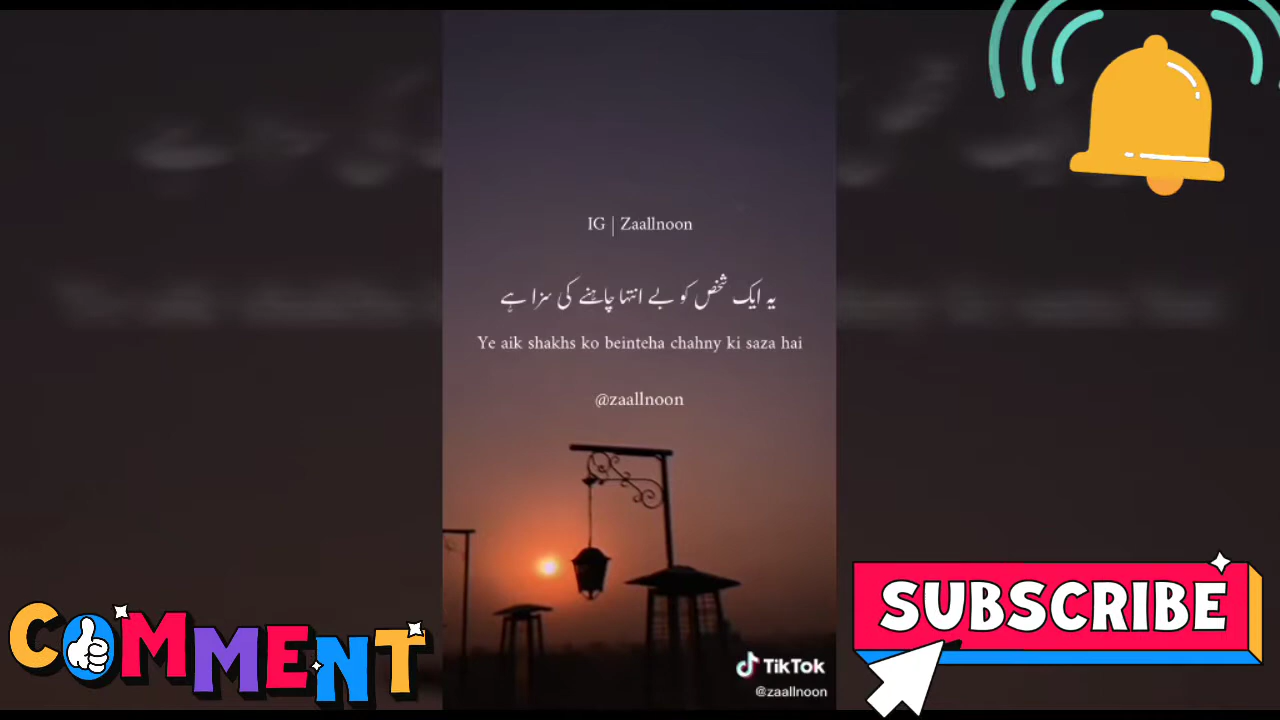 IG | Zaallnoon
یہ ایک شخص کو بے انتہا چاہنے کی سزا ہے
Ye aik shakhs ko beinteha chahny ki saza hai
@zaallnoon
COMMENT
SUBSCRIBE
TikTok
@zaallnoon